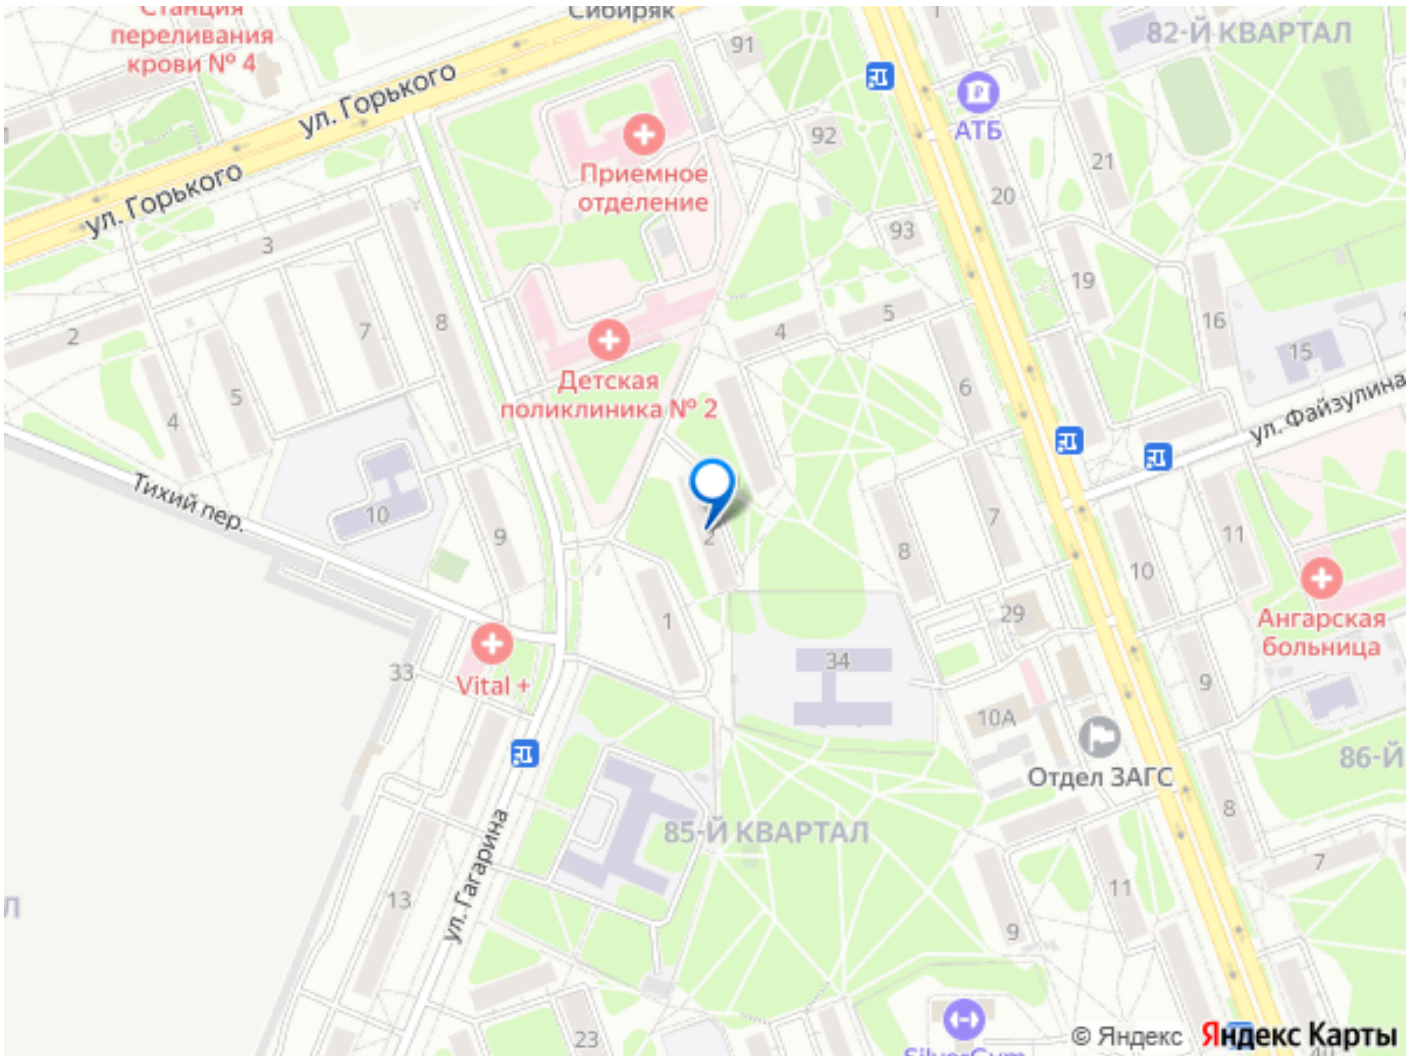 Станция
переливания
крови № 4
Сибиряк
91
1
82-Й КВАРТАЛ
ул. Горького
ул. Горького
АТБ
Приемное
отделение
92
93
20
21
3
2
7
8
5
4
4
5
6
19
16
15
ул. Файзулина
Детская
поликлиника № 2
Тихий пер.
10
9
2
1
8
7
10
11
29
Ангарская
больница
33
Vital +
34
10А
9
Отдел ЗАГС
86-Й
85-Й КВАРТАЛ
ул. Гагарина
13
11
8
7
9
23
Л
SilverGym
© Яндекс Яндекс Карты